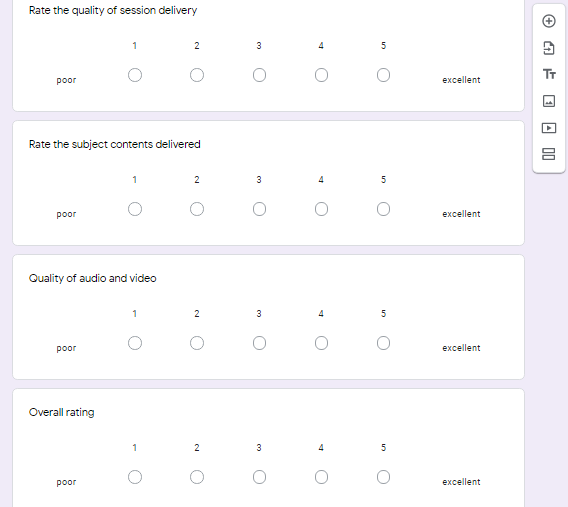 Rate the quality of session delivery
1 2 3 4 5
poor excellent
Rate the subject contents delivered
1 2 3 4 5
poor excellent
Quality of audio and video
1 2 3 4 5
poor excellent
Overall rating
1 2 3 4 5
poor excellent